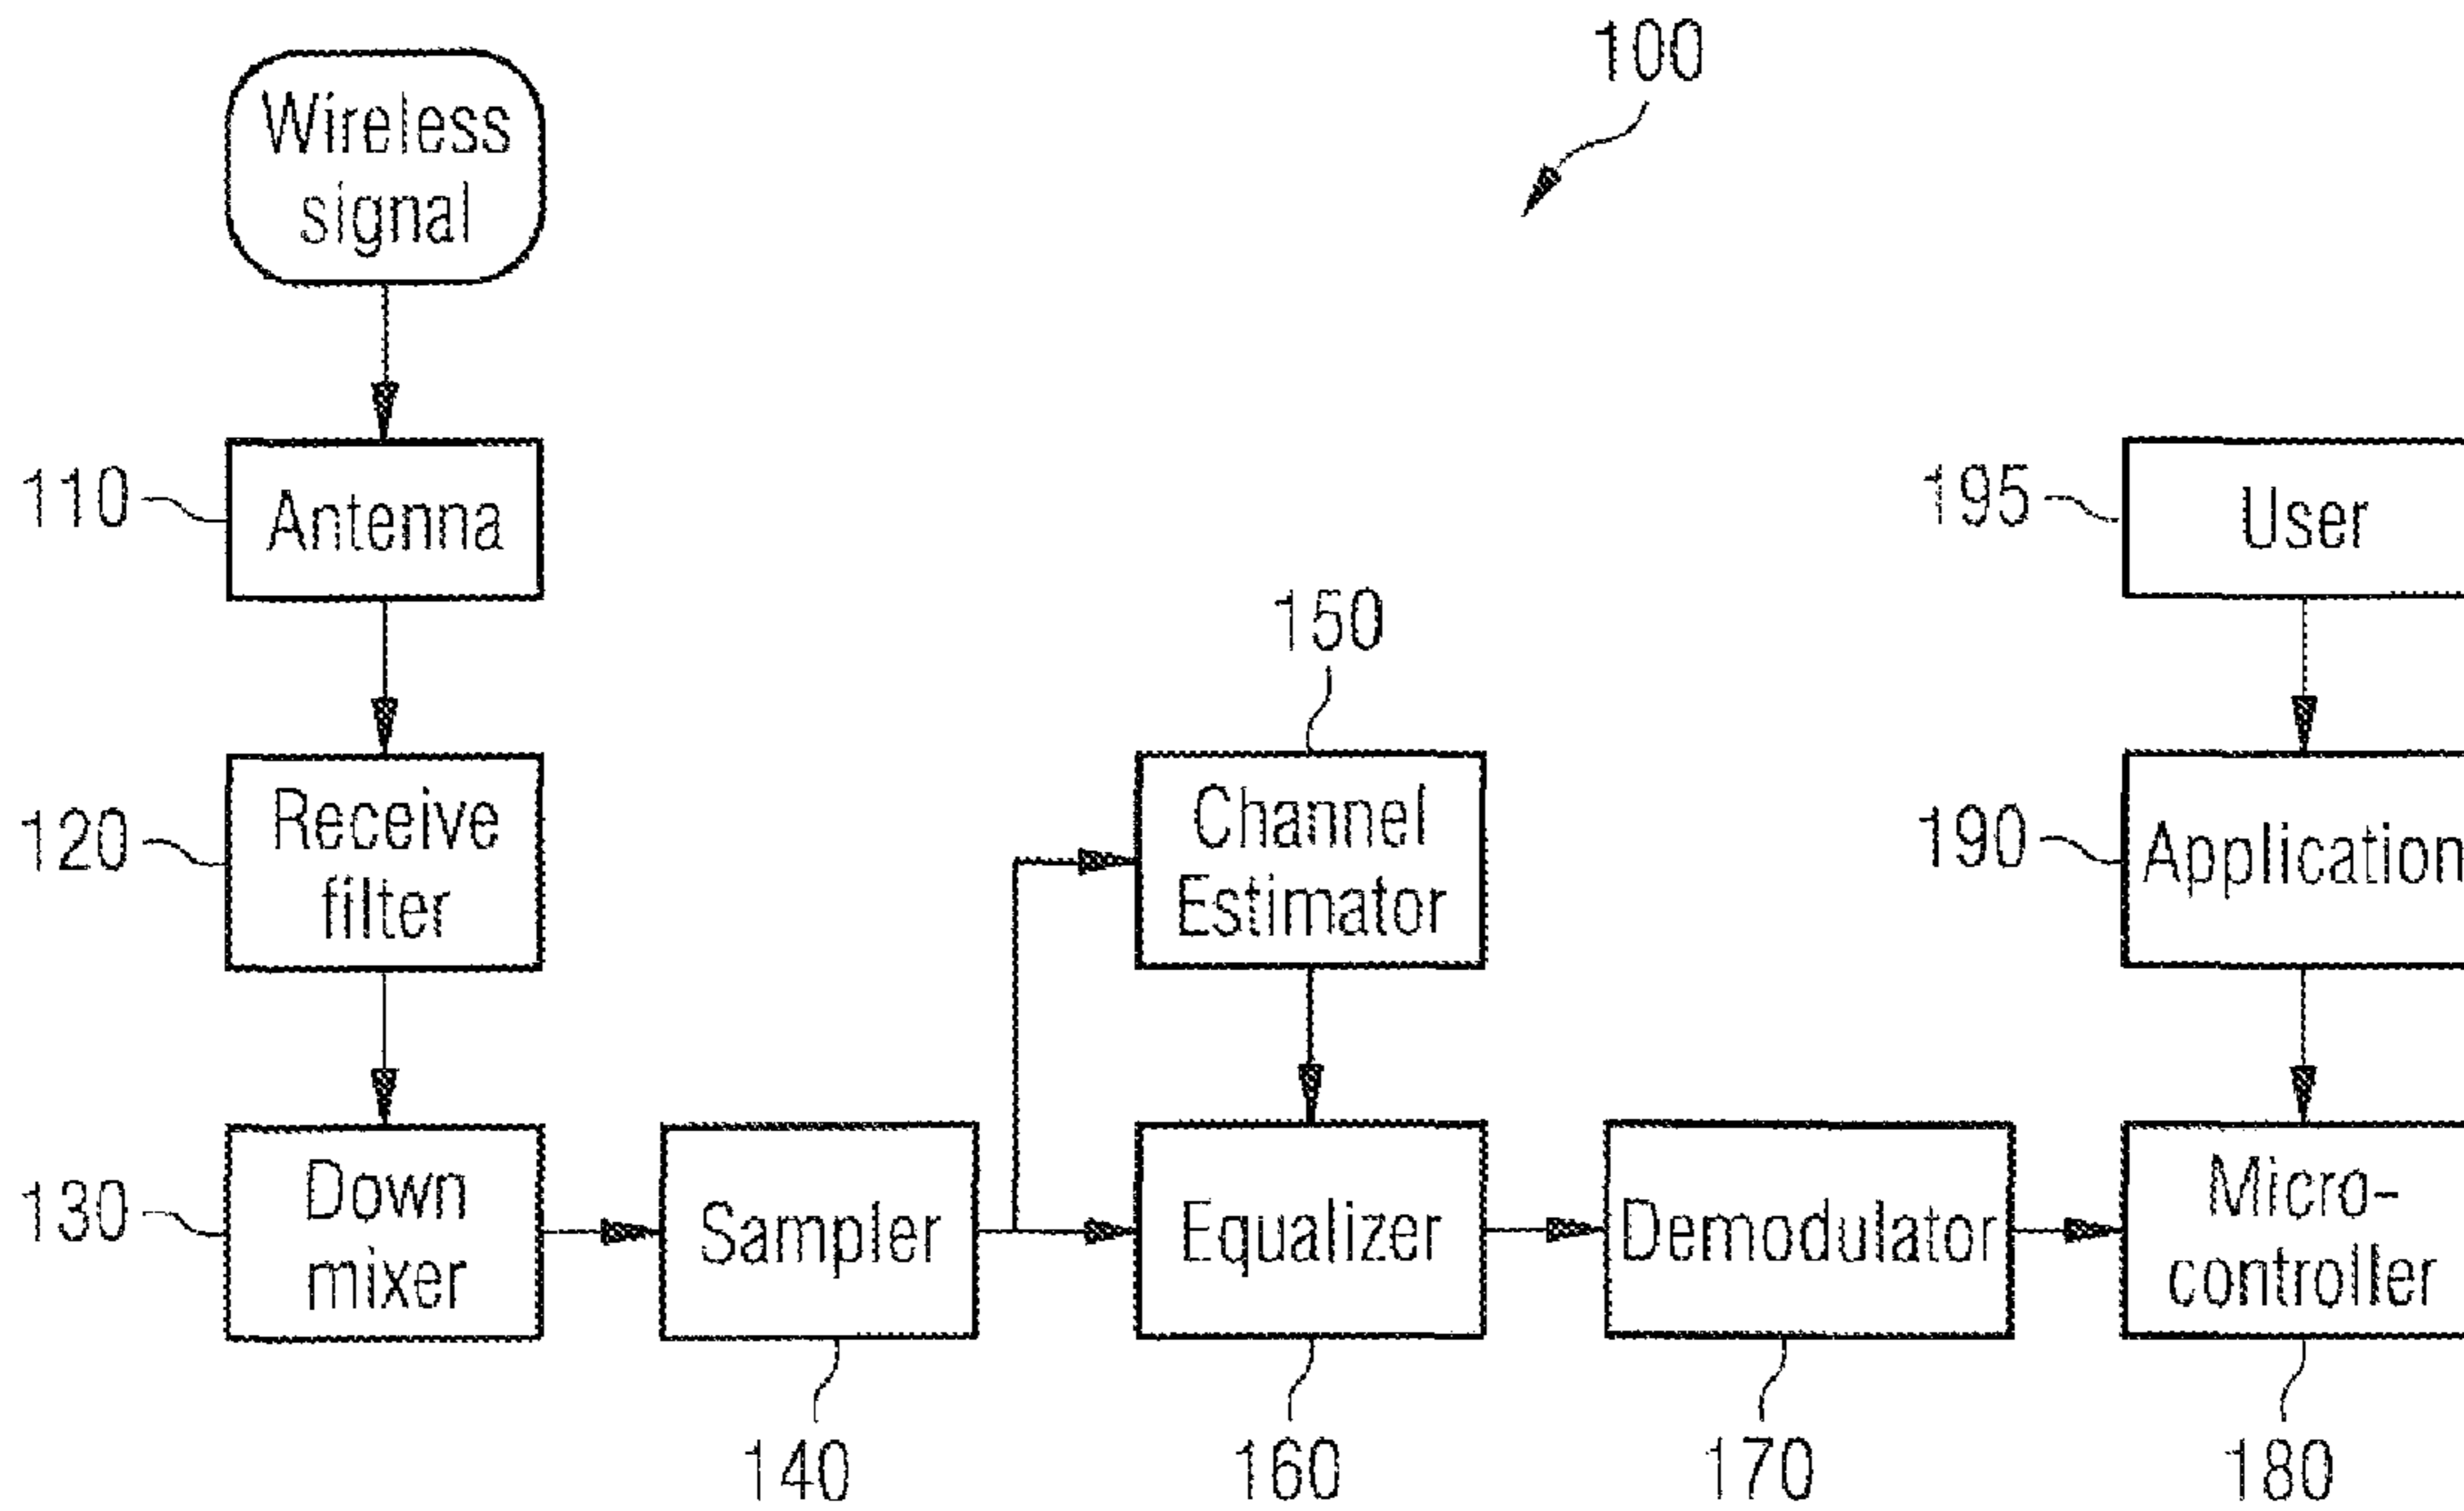 100
Wireless
signal
110
Antenna
195
User
150
120
Receive
filter
Channel
Estimator
190
Application
130
Down
mixer
Sampler
Equalizer
Demodulator
Micro-
controller
140
160
170
180